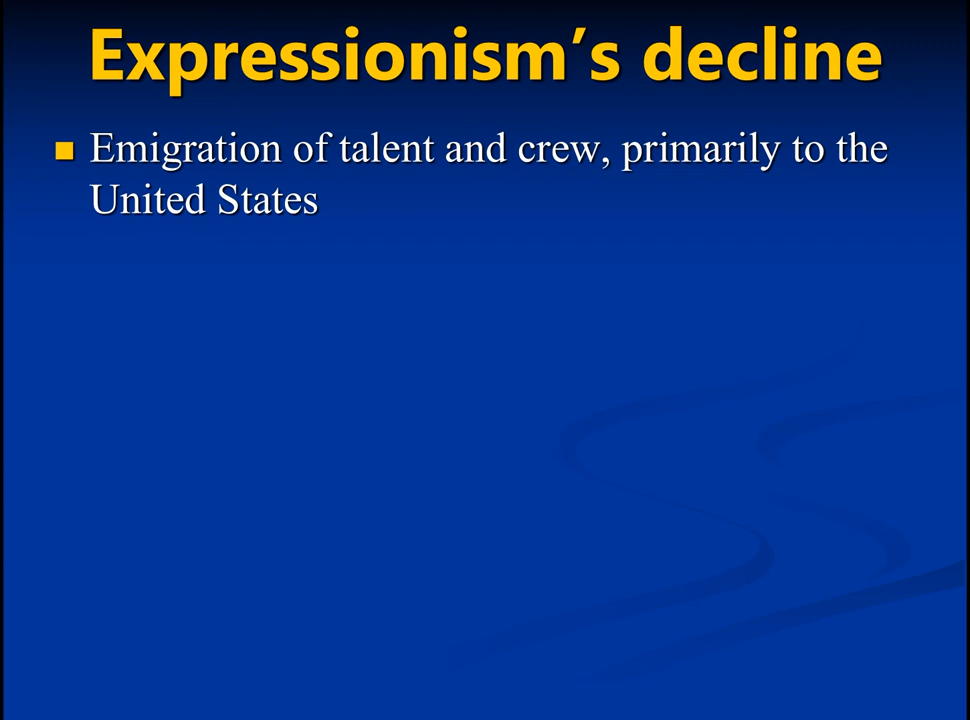 Expressionism’s decline
Emigration of talent and crew, primarily to the
United States